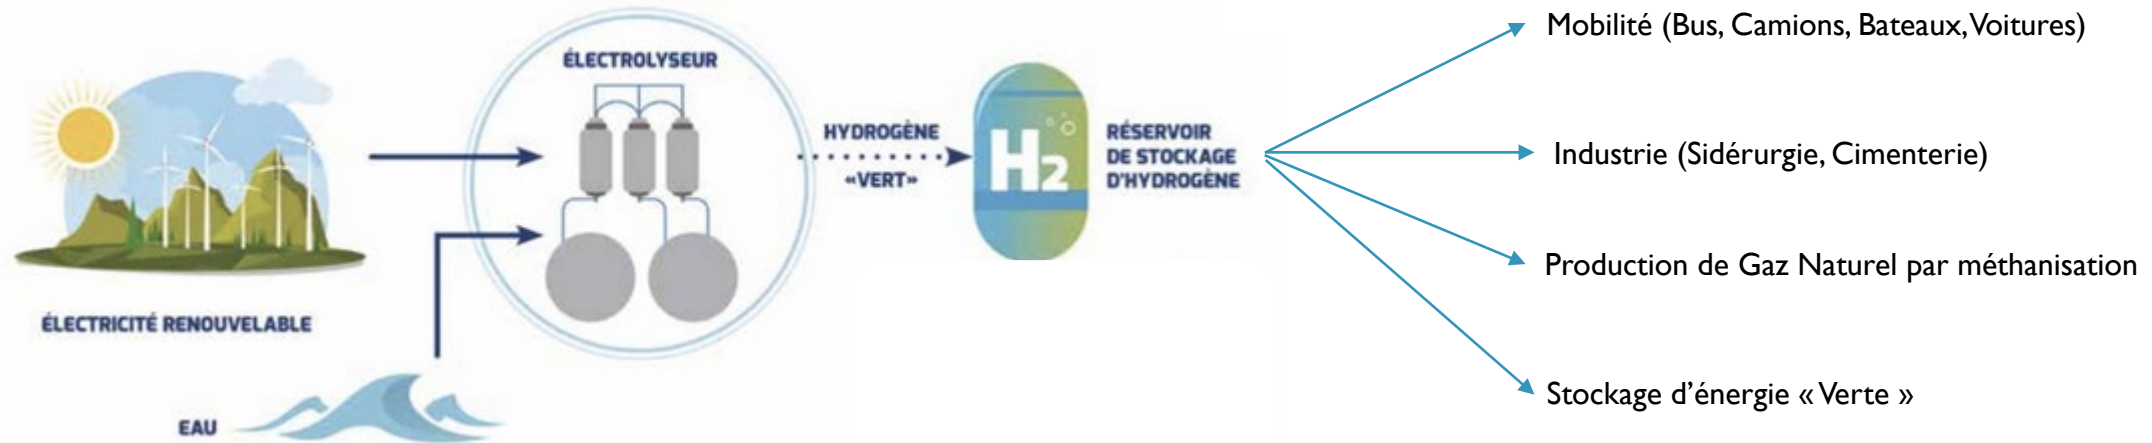 ÉLECTRICITÉ RENOUVELABLE
EAU
ÉLECTROLYSEUR
HYDROGÈNE
«VERT»
H2
RÉSERVOIR
DE STOCKAGE
D'HYDROGÈNE
Mobilité (Bus, Camions, Bateaux, Voitures)
Industrie (Sidérurgie, Cimenterie)
Production de Gaz Naturel par méthanisation
Stockage d’énergie « Verte »